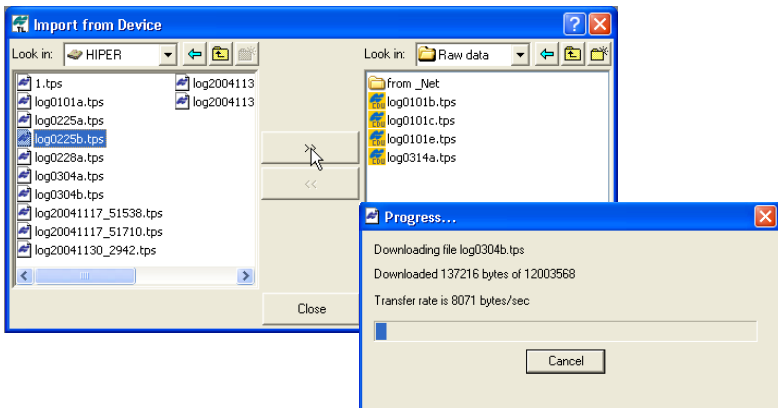 Import from Device
Look in: HIPER
Look in: Raw data
1.tps
log0101a.tps
log0225a.tps
log0225b.tps
log0228a.tps
log0304a.tps
log0304b.tps
log20041117_51538.tps
log20041117_51710.tps
log20041130_2942.tps
log2004113
log2004113
>>
<<
from _Net
log0101b.tps
log0101c.tps
log0101e.tps
log0314a.tps
Close
Progress...
Downloading file log0304b.tps
Downloaded 137216 bytes of 12003568
Transfer rate is 8071 bytes/sec
Cancel